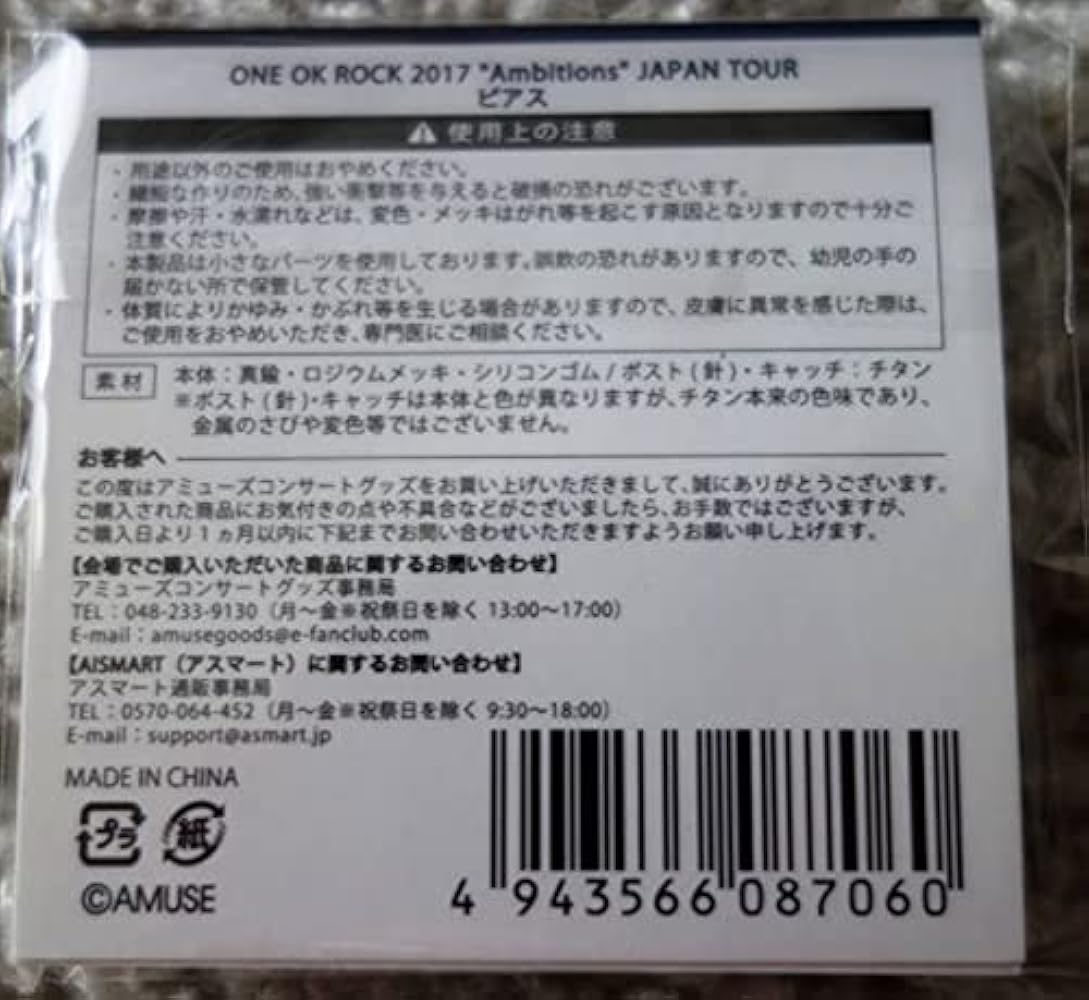 ONE OK ROCK 2017 "Ambitions" JAPAN TOUR
ピアス
⚠ 使用上の注意
・用途以外のご使用はおやめください。
・繊細な作りのため、強い衝撃等を与えると破損の恐れがございます。
・摩擦や汗・水濡れなどは、変色・メッキはがれ等を起こす原因となりますので十分ご
注意ください。
・本製品は小さなパーツを使用しております。誤飲の恐れがありますので、幼児の手の
届かない所で保管してください。
・体質によりかゆみ・かぶれ等を生じる場合がありますので、皮膚に異常を感じた際は、
ご使用をおやめいただき、専門医にご相談ください。
素材 本体：真鍮・ロジウムメッキ・シリコンゴム / ポスト (針)・キャッチ：チタン
※ポスト (針)・キャッチは本体と色が異なりますが、チタン本来の色味であり、
金属のさびや変色等ではございません。
お客様へ
この度はアミューズコンサートグッズをお買い上げいただきまして、誠にありがとうございます。
ご購入された商品にお気付きの点や不具合などがございましたら、お手数ではございますが、
ご購入日より1ヵ月以内に下記までお問い合わせいただきますようお願い申し上げます。
【会場でご購入いただいた商品に関するお問い合わせ】
アミューズコンサートグッズ事務局
TEL：048-233-9130（月～金※祝祭日を除く 13:00～17:00）
E-mail：amusegoods@e-fanclub.com
【A!SMART（アスマート）に関するお問い合わせ】
アスマート通販事務局
TEL：0570-064-452（月～金※祝祭日を除く 9:30～18:00）
E-mail：support@asmart.jp
MADE IN CHINA
プラ 紙
©AMUSE
4 943566 087060